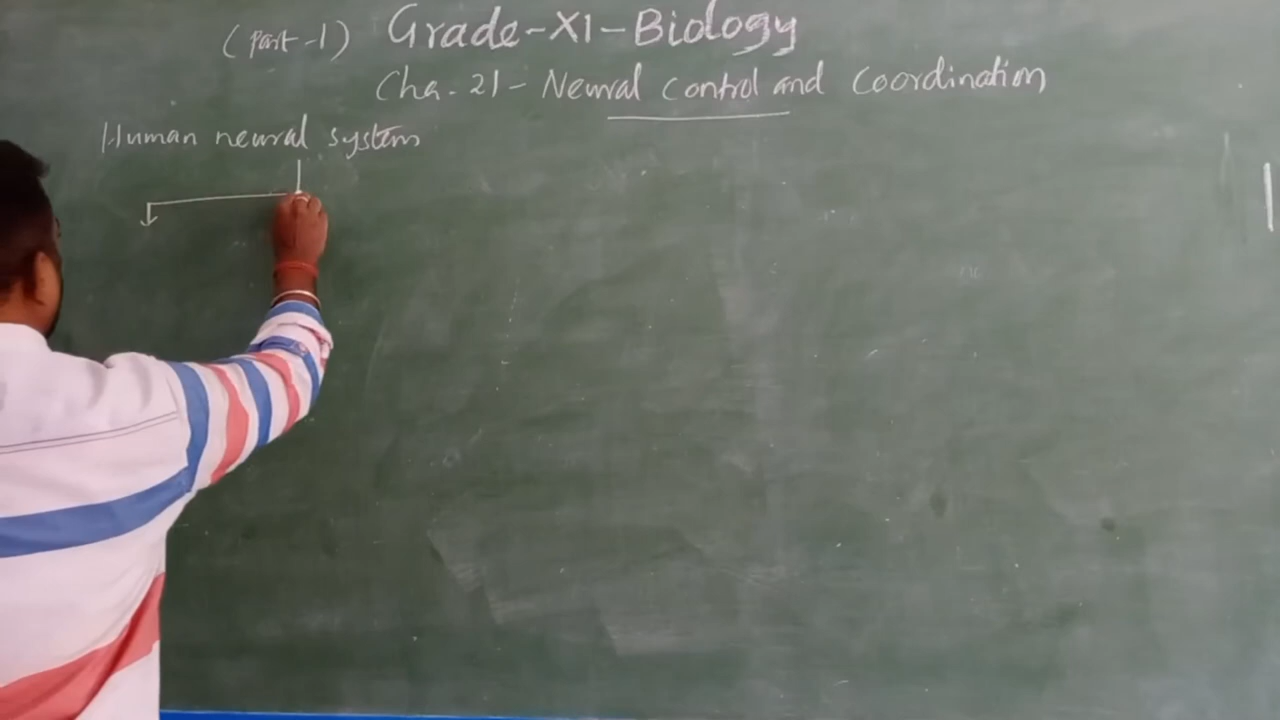 (Part-1) Grade-XI-Biology
Cha. 21- Neural control and coordination
Human neural system